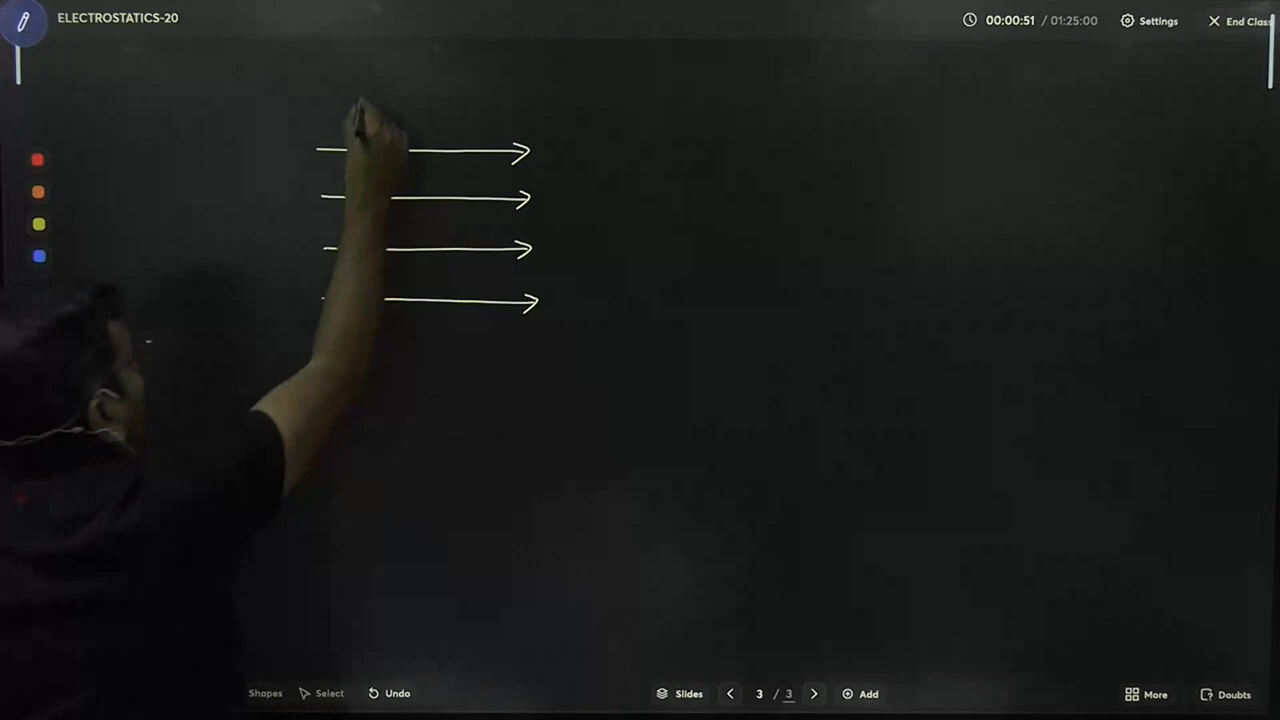 ELECTROSTATICS-20
00:00:51 / 01:25:00
Settings
End Class
Shapes
Select
Undo
Slides
3 / 3
Add
More
Doubts